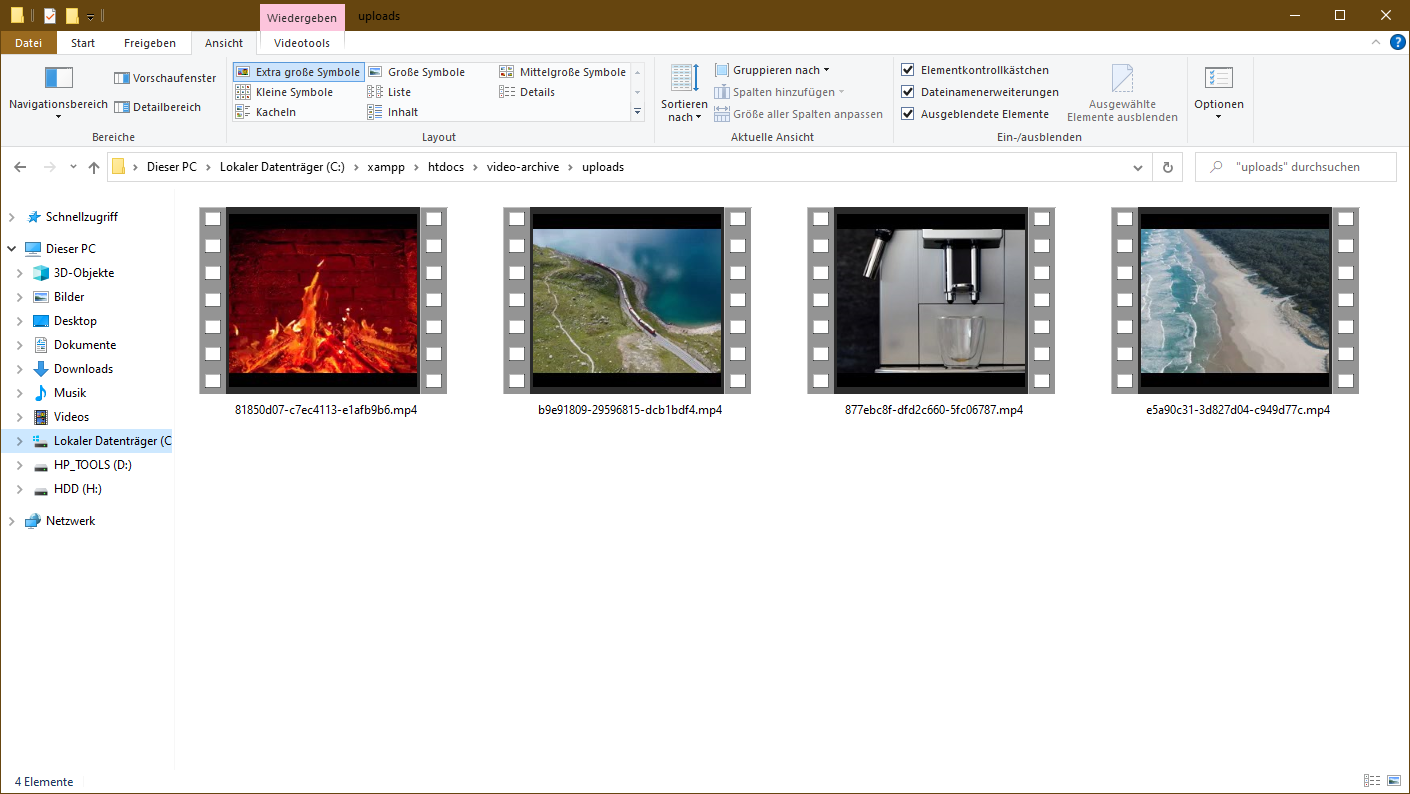 Wiedergeben
uploads
Datei
Start
Freigeben
Ansicht
Videotools
Navigationsbereich
Vorschaufenster
Detailbereich
Bereiche
Extra große Symbole
Große Symbole
Mittelgroße Symbole
Kleine Symbole
Liste
Details
Kacheln
Inhalt
Layout
Sortieren
nach
Gruppieren nach
Spalten hinzufügen
Größe aller Spalten anpassen
Aktuelle Ansicht
Elementkontrollkästchen
Dateinamenerweiterungen
Ausgeblendete Elemente
Ausgewählte
Elemente ausblenden
Ein-/ausblenden
Optionen
Dieser PC
Lokaler Datenträger (C:)
xampp
htdocs
video-archive
uploads
"uploads" durchsuchen
Schnellzugriff
Dieser PC
3D-Objekte
Bilder
Desktop
Dokumente
Downloads
Musik
Videos
Lokaler Datenträger (C
HP_TOOLS (D:)
HDD (H:)
Netzwerk
81850d07-c7ec4113-e1afb9b6.mp4
b9e91809-29596815-dcb1bdf4.mp4
877ebc8f-dfd2c660-5fc06787.mp4
e5a90c31-3d827d04-c949d77c.mp4
4 Elemente